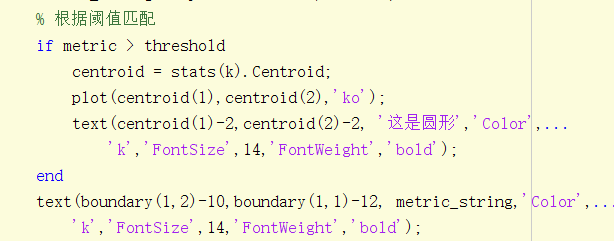 % 根据阈值匹配
if metric > threshold
centroid = stats(k).Centroid;
plot(centroid(1),centroid(2),'ko');
text(centroid(1)-2,centroid(2)-2, '这是圆形','Color',...
'k','FontSize',14,'FontWeight','bold');
end
text(boundary(1,2)-10,boundary(1,1)-12, metric_string,'Color',...
'k','FontSize',14,'FontWeight','bold');